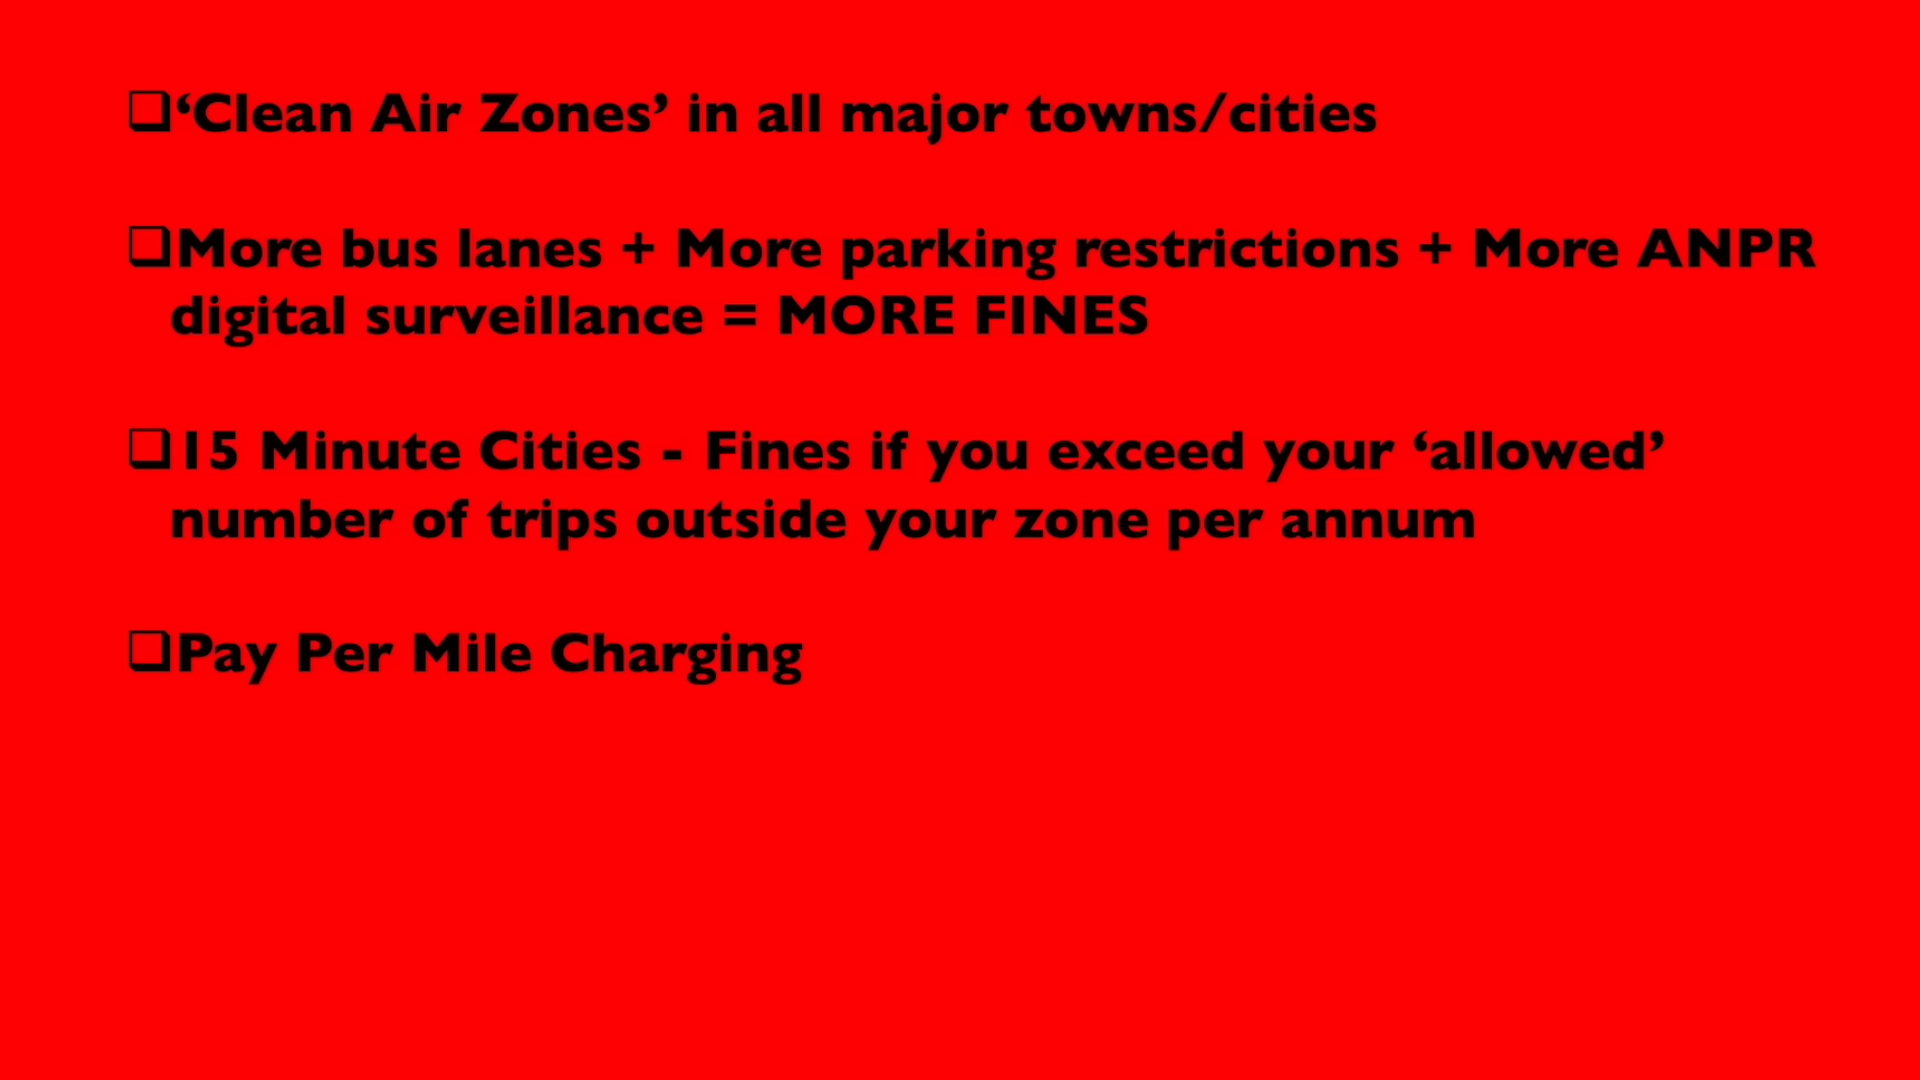 ❑‘Clean Air Zones’ in all major towns/cities
❑More bus lanes + More parking restrictions + More ANPR
digital surveillance = MORE FINES
❑15 Minute Cities - Fines if you exceed your ‘allowed’
number of trips outside your zone per annum
❑Pay Per Mile Charging